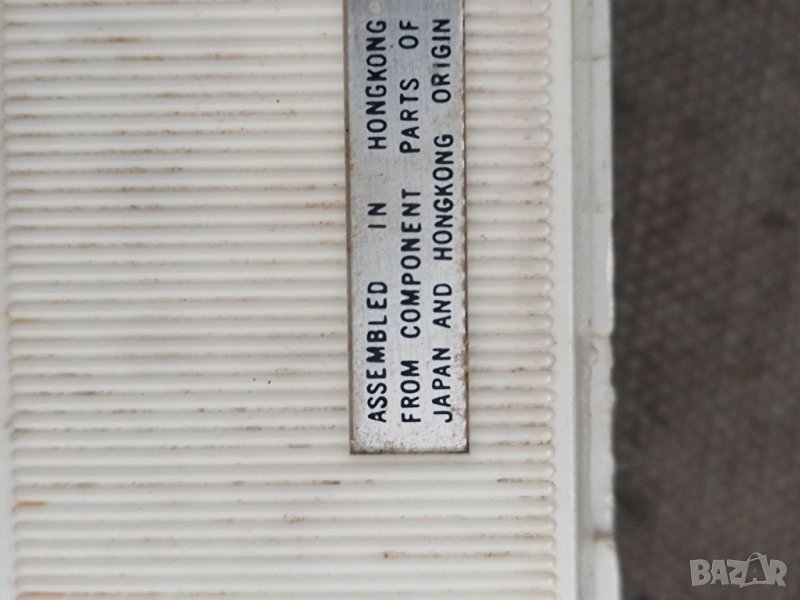 ASSEMBLED IN HONGKONG
FROM COMPONENT PARTS OF
JAPAN AND HONGKONG ORIGIN
BAZAR